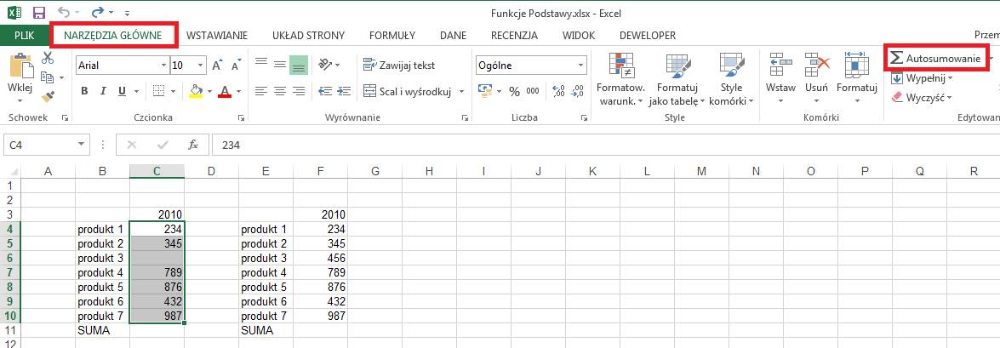 Funkcje Podstawy.xlsx - Excel
PLIK NARZĘDZIA GŁÓWNE WSTAWIANIE UKŁAD STRONY FORMUŁY DANE RECENZJA WIDOK DEWELOPER Przem
Wklej
Schowek
Arial 10
B I U A
Czcionka
Zawijaj tekst
Scal i wyśrodkuj
Wyrównanie
Ogólne
% 000
Liczba
Formatow. warunk.
Formatuj jako tabelę
Style komórki
Style
Wstaw Usuń Formatuj
Komórki
Σ Autosumowanie
Wypełnij
Wyczyść
Edytowan
C4 fx 234
A B C D E F G H I J K L M N O P Q R
1
2
3 2010 2010
4 produkt 1 234 produkt 1 234
5 produkt 2 345 produkt 2 345
6 produkt 3 produkt 3 456
7 produkt 4 789 produkt 4 789
8 produkt 5 876 produkt 5 876
9 produkt 6 432 produkt 6 432
10 produkt 7 987 produkt 7 987
11 SUMA SUMA
12